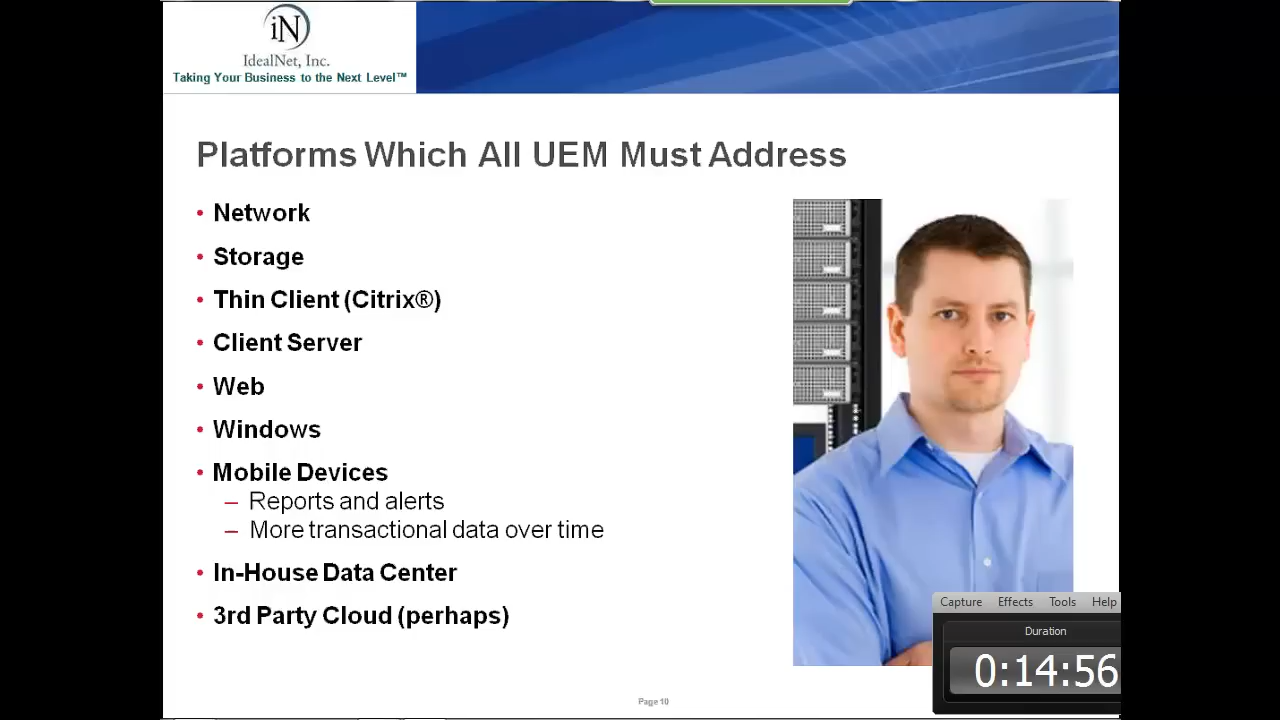 iN
IdealNet, Inc.
Taking Your Business to the Next Level™
Platforms Which All UEM Must Address
• Network
• Storage
• Thin Client (Citrix®)
• Client Server
• Web
• Windows
• Mobile Devices
– Reports and alerts
– More transactional data over time
• In-House Data Center
• 3rd Party Cloud (perhaps)
Capture Effects Tools Help
Duration
0:14:56
Page 10